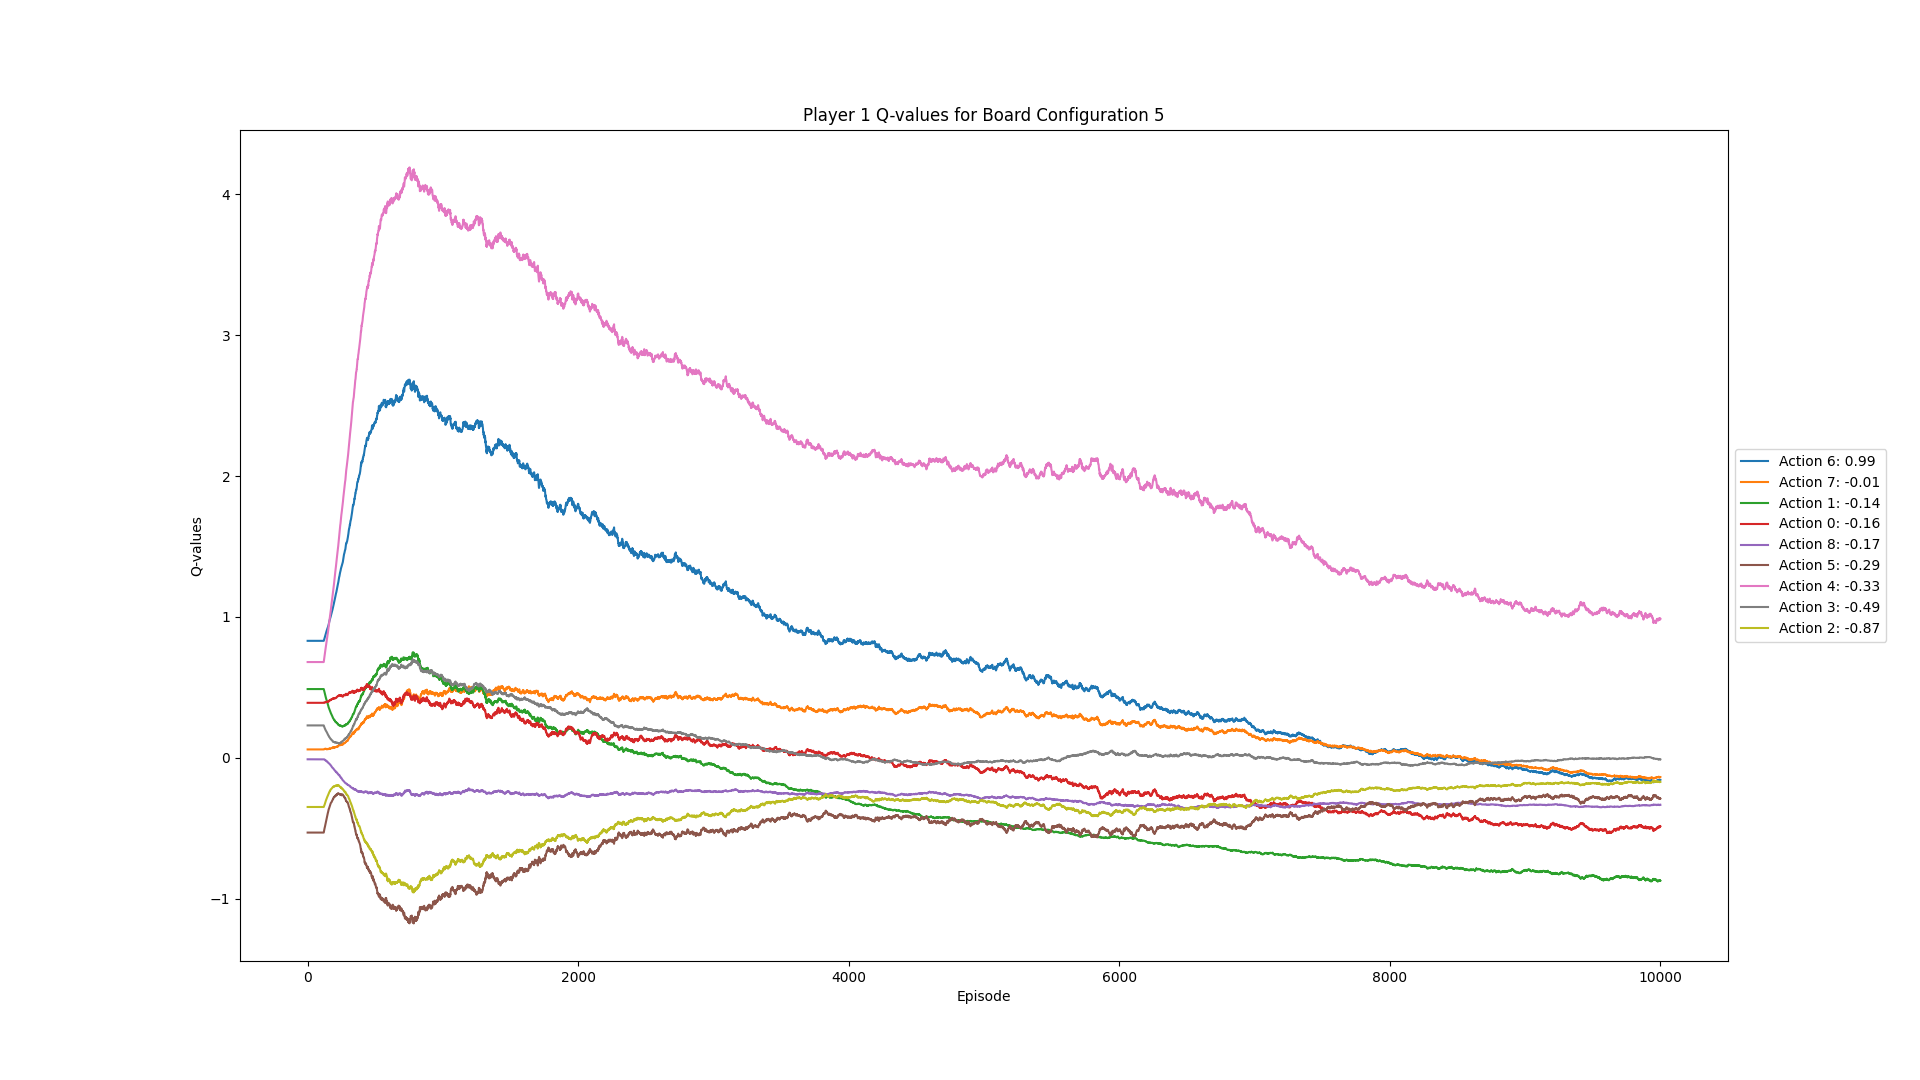 Player 1 Q-values for Board Configuration 5
4
3
2
1
0
−1
Q-values
0 2000 4000 6000 8000 10000
Episode
Action 6: 0.99
Action 7: -0.01
Action 1: -0.14
Action 0: -0.16
Action 8: -0.17
Action 5: -0.29
Action 4: -0.33
Action 3: -0.49
Action 2: -0.87